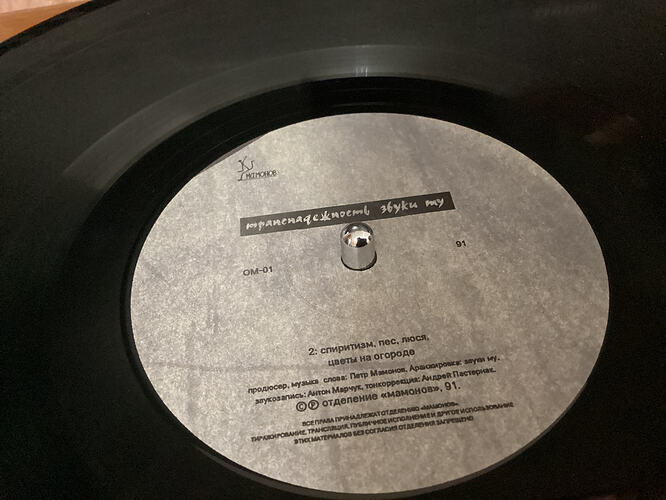 мамонов
трапенадежность звуки му
ОМ-01
91
2: спиритизм, пес, люся,
цветы на огороде
продюсер, музыка слова: Петр Мамонов, Аранжировка: звуки му.
звукозапись: Антон Марчук, тонкоррекция: Андрей Пастернак.
©℗ отделение «мамонов», 91.
ВСЕ ПРАВА ПРИНАДЛЕЖАТ ОТДЕЛЕНИЮ «МАМОНОВ».
ТИРАЖИРОВАНИЕ, ТРАНСЛЯЦИЯ, ПУБЛИЧНОЕ ИСПОЛНЕНИЕ И ДРУГОЕ ИСПОЛЬЗОВАНИЕ
ЭТИХ МАТЕРИАЛОВ БЕЗ СОГЛАСИЯ ОТДЕЛЕНИЯ ЗАПРЕЩЕНО